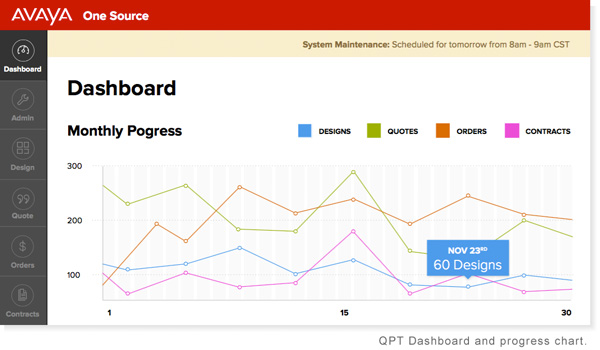 AVAYA One Source
System Maintenance: Scheduled for tomorrow from 8am - 9am CST
Dashboard
Admin
Design
Quote
Orders
Contracts
Dashboard
Monthly Pogress
DESIGNS QUOTES ORDERS CONTRACTS
300
200
100
NOV 23RD
60 Designs
1 15 30
QPT Dashboard and progress chart.